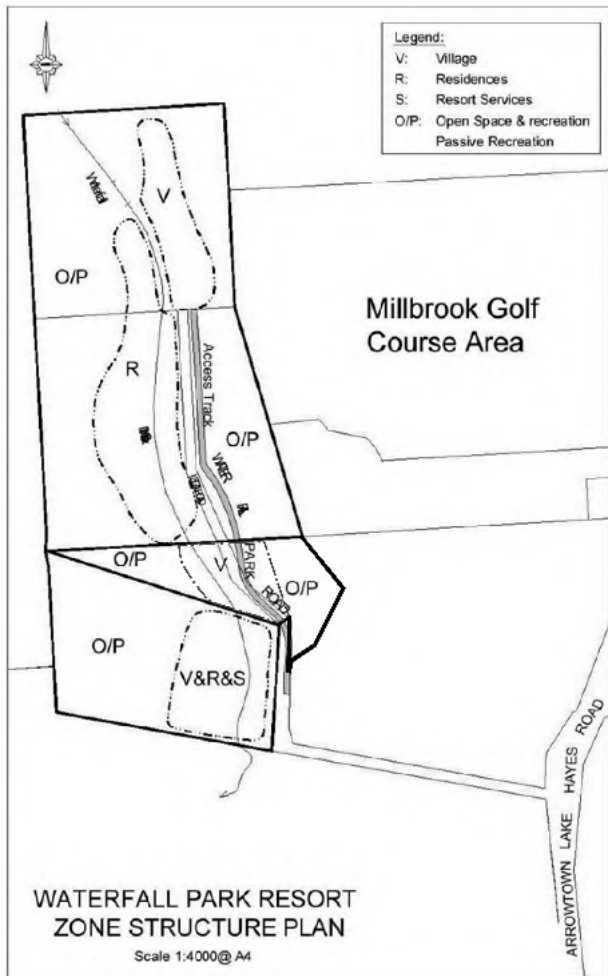 Legend:
V: Village
R: Residences
S: Resort Services
O/P: Open Space & recreation
Passive Recreation
V
O/P
Millbrook Golf
Course Area
R
Access Track
O/P
PARK
ROAD
O/P
V
O/P
O/P
V&R&S
ARROWTOWN LAKE HAYES ROAD
WATERFALL PARK RESORT
ZONE STRUCTURE PLAN
Scale 1:4000@ A4